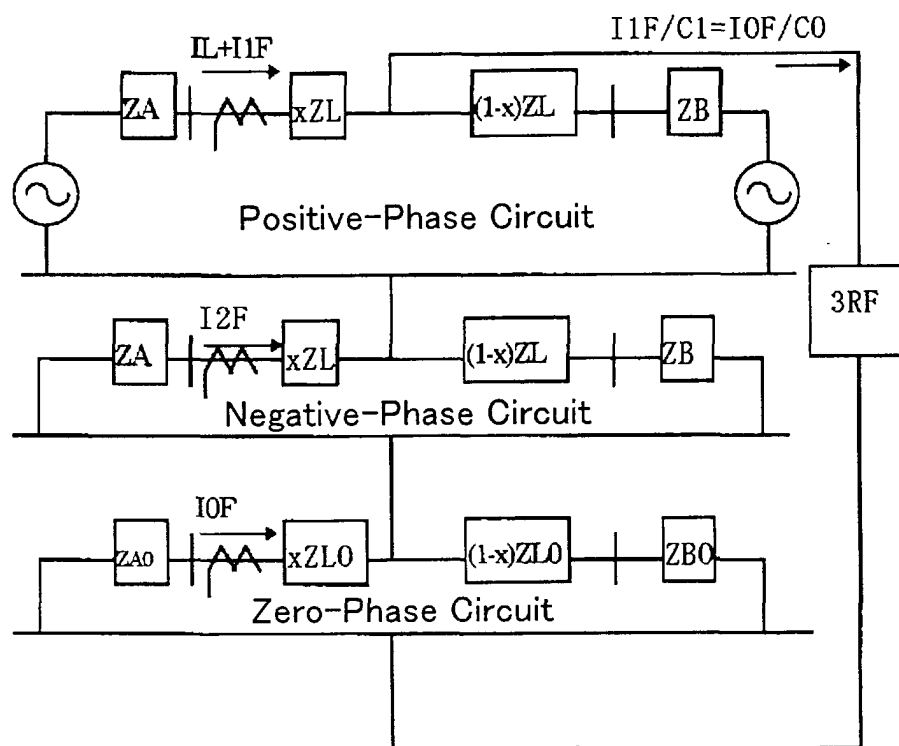 I1F/C1=I0F/C0
IL+I1F
ZA
xZL
(1-x)ZL
ZB
Positive-Phase Circuit
3RF
I2F
ZA
xZL
(1-x)ZL
ZB
Negative-Phase Circuit
I0F
ZA0
xZL0
(1-x)ZL0
ZB0
Zero-Phase Circuit